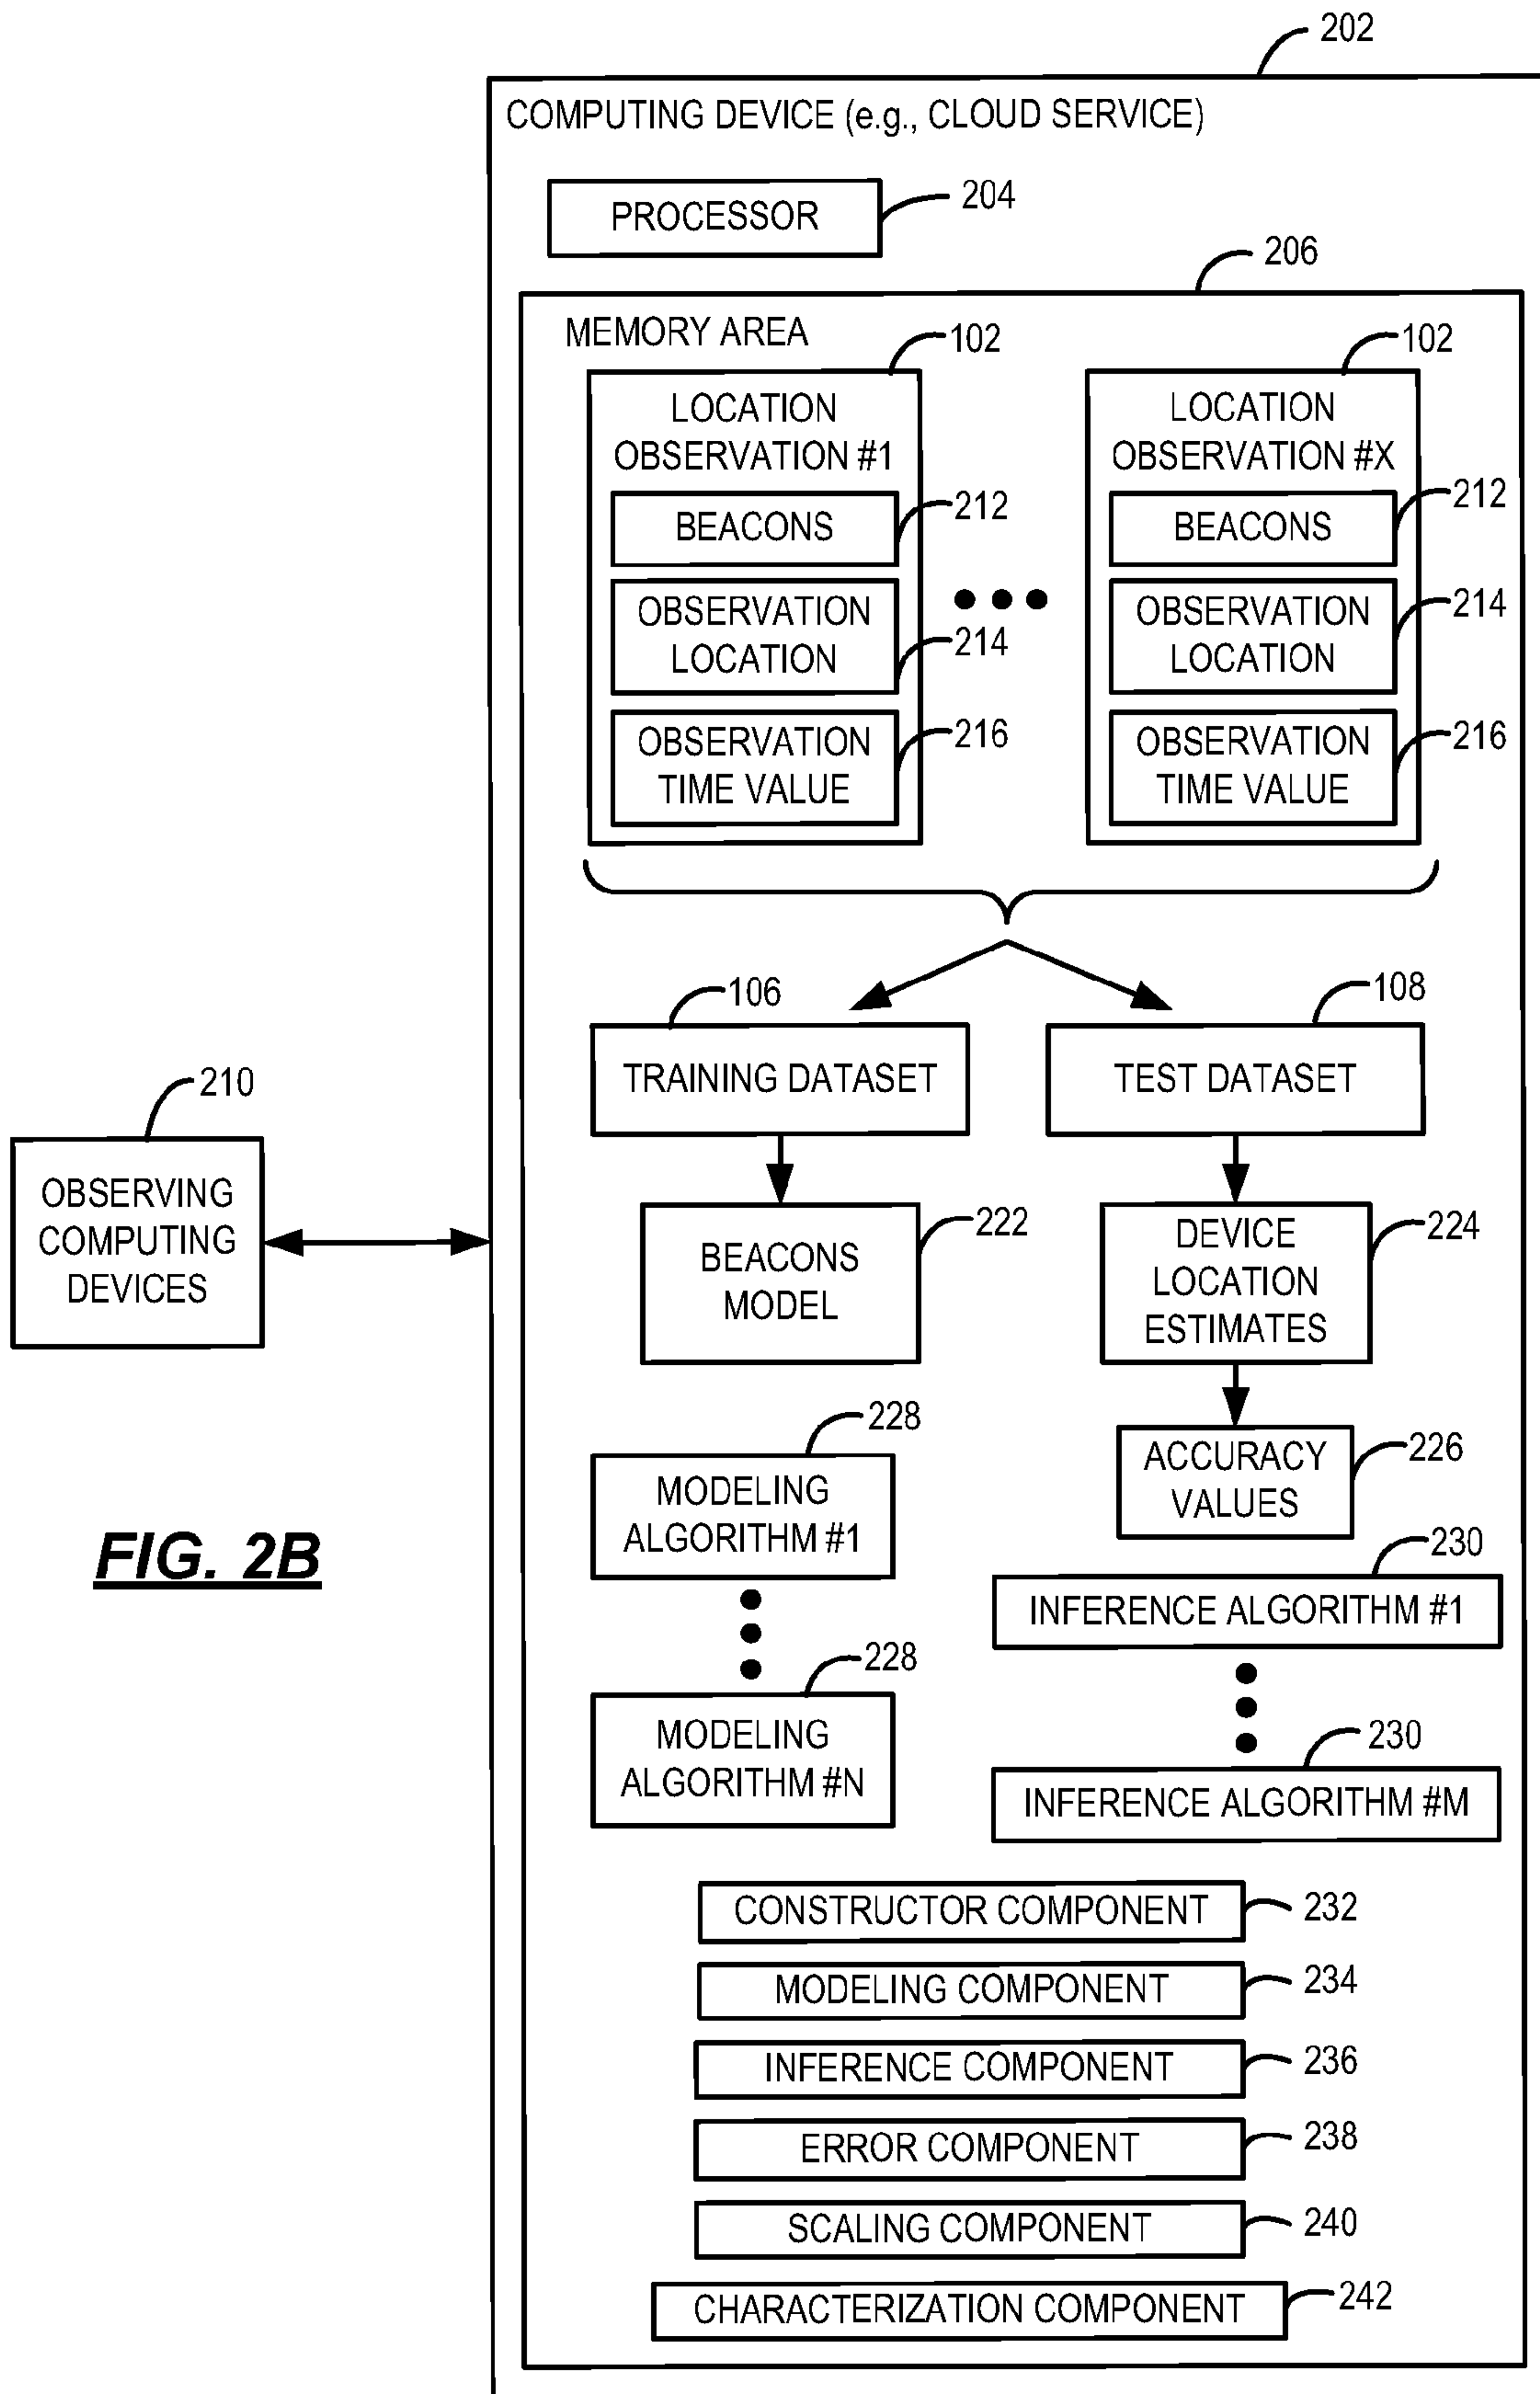 202
COMPUTING DEVICE (e.g., CLOUD SERVICE)
PROCESSOR
204
206
MEMORY AREA
102
LOCATION
OBSERVATION #1
BEACONS
212
OBSERVATION
LOCATION
214
OBSERVATION
TIME VALUE
216
102
LOCATION
OBSERVATION #X
BEACONS
212
OBSERVATION
LOCATION
214
OBSERVATION
TIME VALUE
216
106
TRAINING DATASET
108
TEST DATASET
210
OBSERVING
COMPUTING
DEVICES
BEACONS
MODEL
222
DEVICE
LOCATION
ESTIMATES
224
ACCURACY
VALUES
226
228
MODELING
ALGORITHM #1
228
MODELING
ALGORITHM #N
230
INFERENCE ALGORITHM #1
230
INFERENCE ALGORITHM #M
FIG. 2B
CONSTRUCTOR COMPONENT
232
MODELING COMPONENT
234
INFERENCE COMPONENT
236
ERROR COMPONENT
238
SCALING COMPONENT
240
CHARACTERIZATION COMPONENT
242